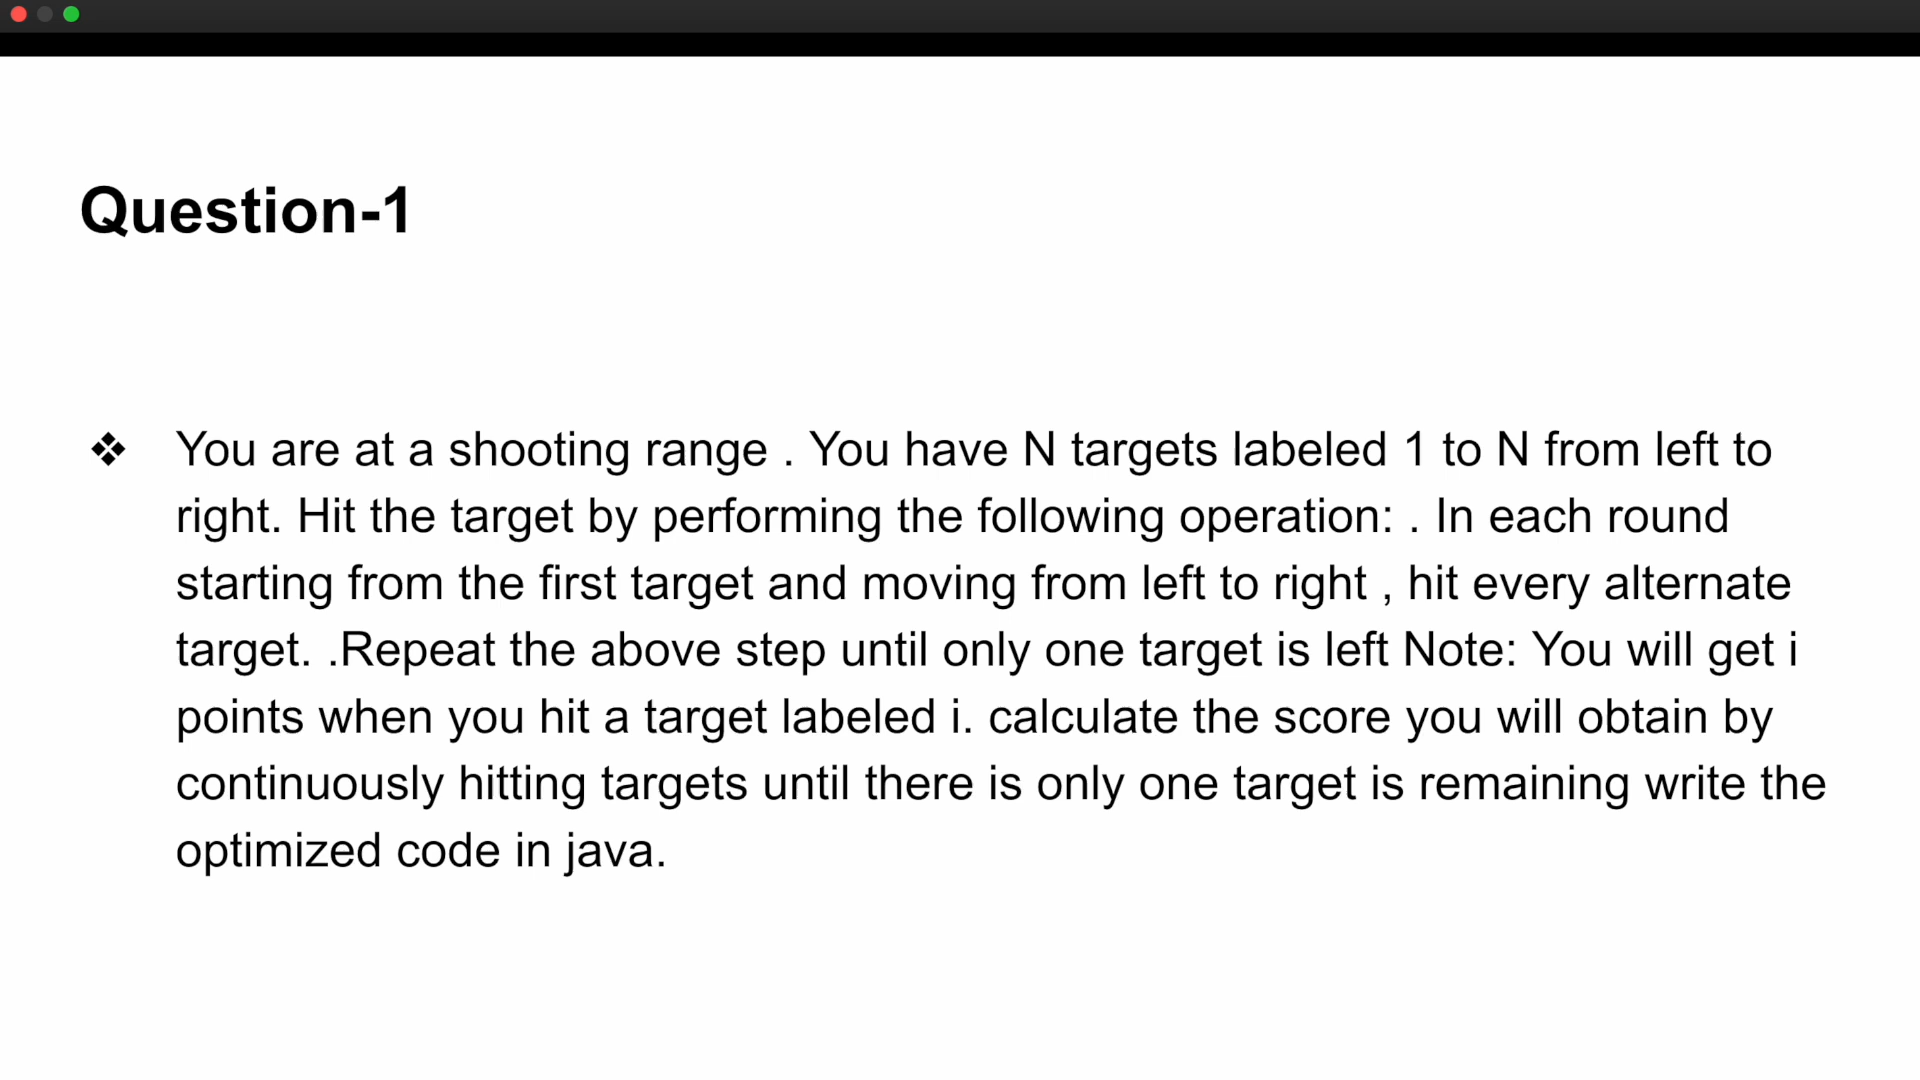 Question-1
❖ You are at a shooting range . You have N targets labeled 1 to N from left to
right. Hit the target by performing the following operation: . In each round
starting from the first target and moving from left to right , hit every alternate
target. .Repeat the above step until only one target is left Note: You will get i
points when you hit a target labeled i. calculate the score you will obtain by
continuously hitting targets until there is only one target is remaining write the
optimized code in java.